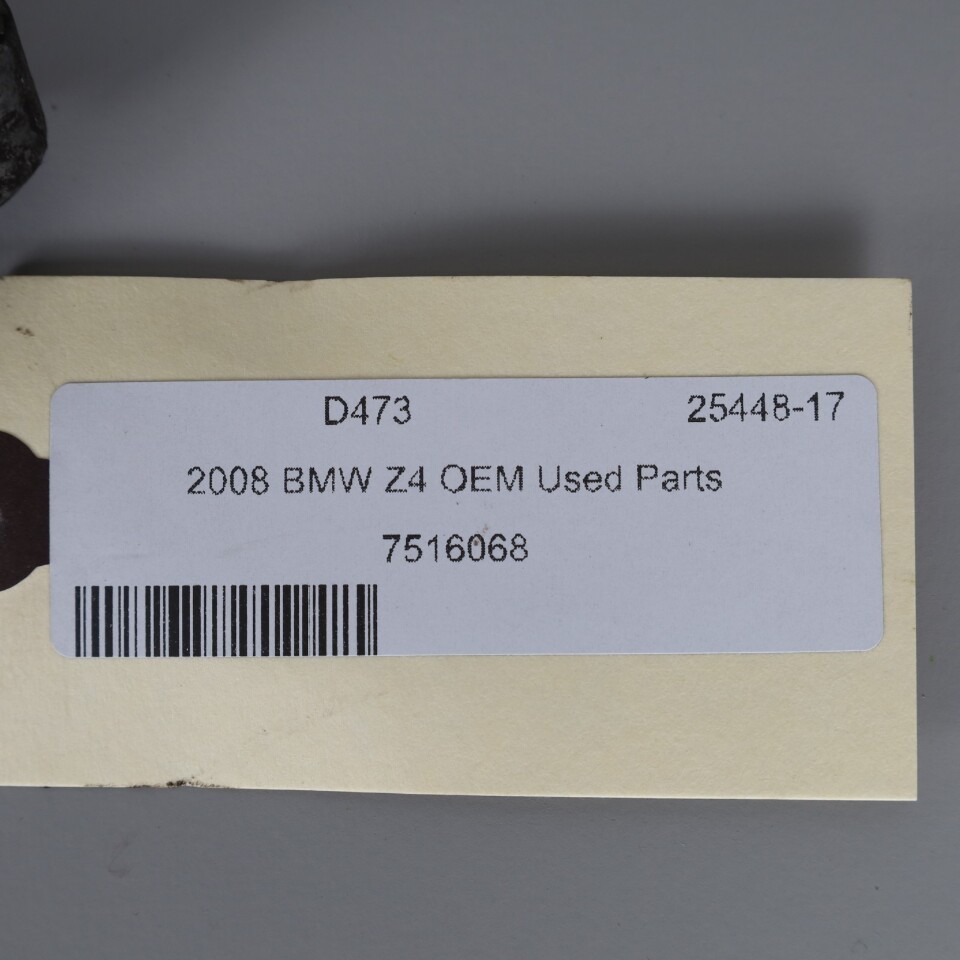 D473 25448-17
2008 BMW Z4 OEM Used Parts
7516068